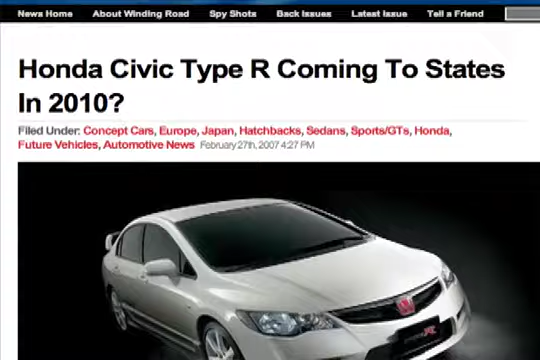 News Home About Winding Road Spy Shots Back Issues Latest Issue Tell a Friend
Honda Civic Type R Coming To States
In 2010?
Filed Under: Concept Cars, Europe, Japan, Hatchbacks, Sedans, Sports/GTs, Honda,
Future Vehicles, Automotive News February 27th, 2007 4:27 PM